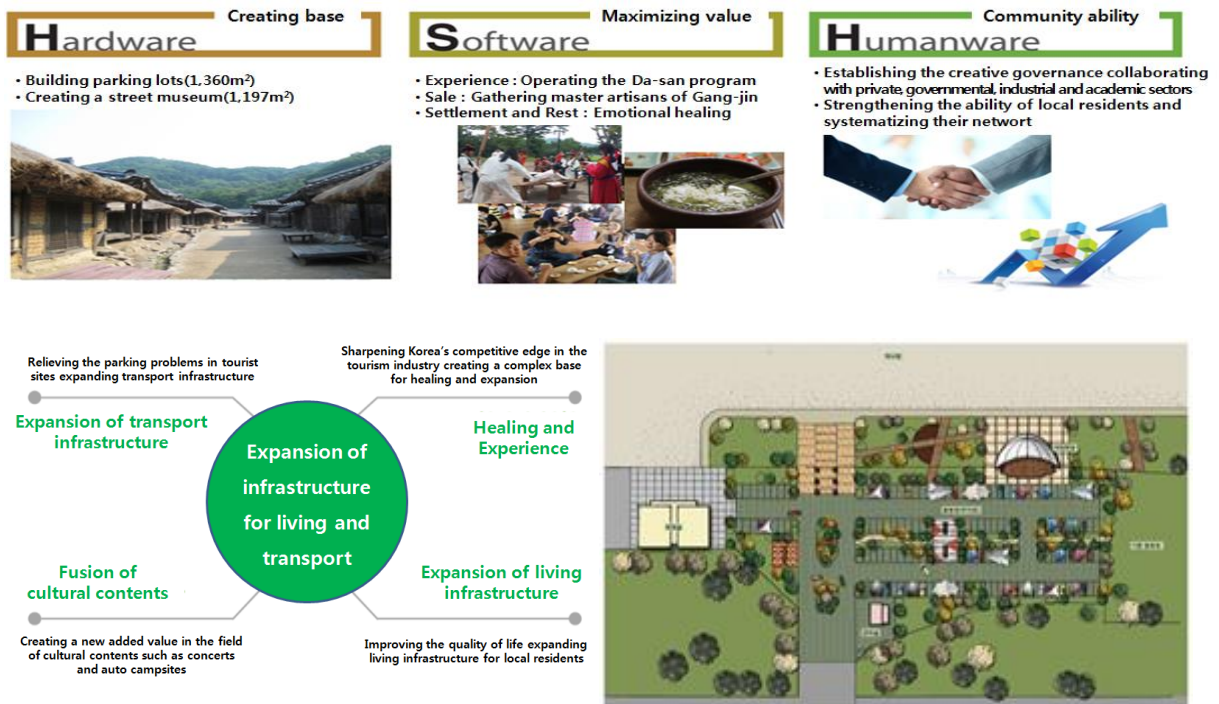 Creating base
Hardware
• Building parking lots(1,360m²)
• Creating a street museum(1,197m²)
Maximizing value
Software
• Experience : Operating the Da-san program
• Sale : Gathering master artisans of Gang-jin
• Settlement and Rest : Emotional healing
Community ability
Humanware
• Establishing the creative governance collaborating
with private, governmental, industrial and academic sectors
• Strengthening the ability of local residents and
systematizing their networt
Relieving the parking problems in tourist
sites expanding transport infrastructure
Expansion of transport
infrastructure
Sharpening Korea's competitive edge in the
tourism industry creating a complex base
for healing and expansion
Healing and
Experience
Expansion of
infrastructure
for living and
transport
Fusion of
cultural contents
Creating a new added value in the field
of cultural contents such as concerts
and auto campsites
Expansion of living
infrastructure
Improving the quality of life expanding
living infrastructure for local residents